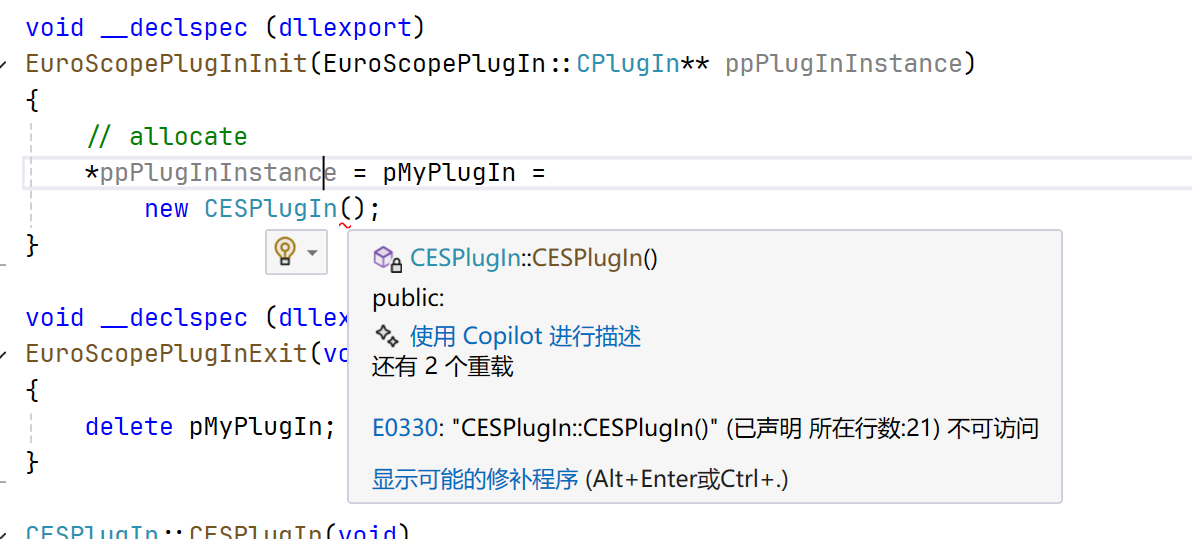 void __declspec (dllexport)
EuroScopePlugInInit(EuroScopePlugIn::CPlugIn** ppPlugInInstance)
{
// allocate
*ppPlugInInstance = pMyPlugIn =
new CESPlugIn();
}
CESPlugIn::CESPlugIn()
public:
使用 Copilot 进行描述
还有 2 个重载
E0330: "CESPlugIn::CESPlugIn()" (已声明 所在行数:21) 不可访问
显示可能的修补程序 (Alt+Enter或Ctrl+.)
void __declspec (dllex
EuroScopePlugInExit(vo
{
delete pMyPlugIn;
}
CESPlugIn::CESPlugIn(void)